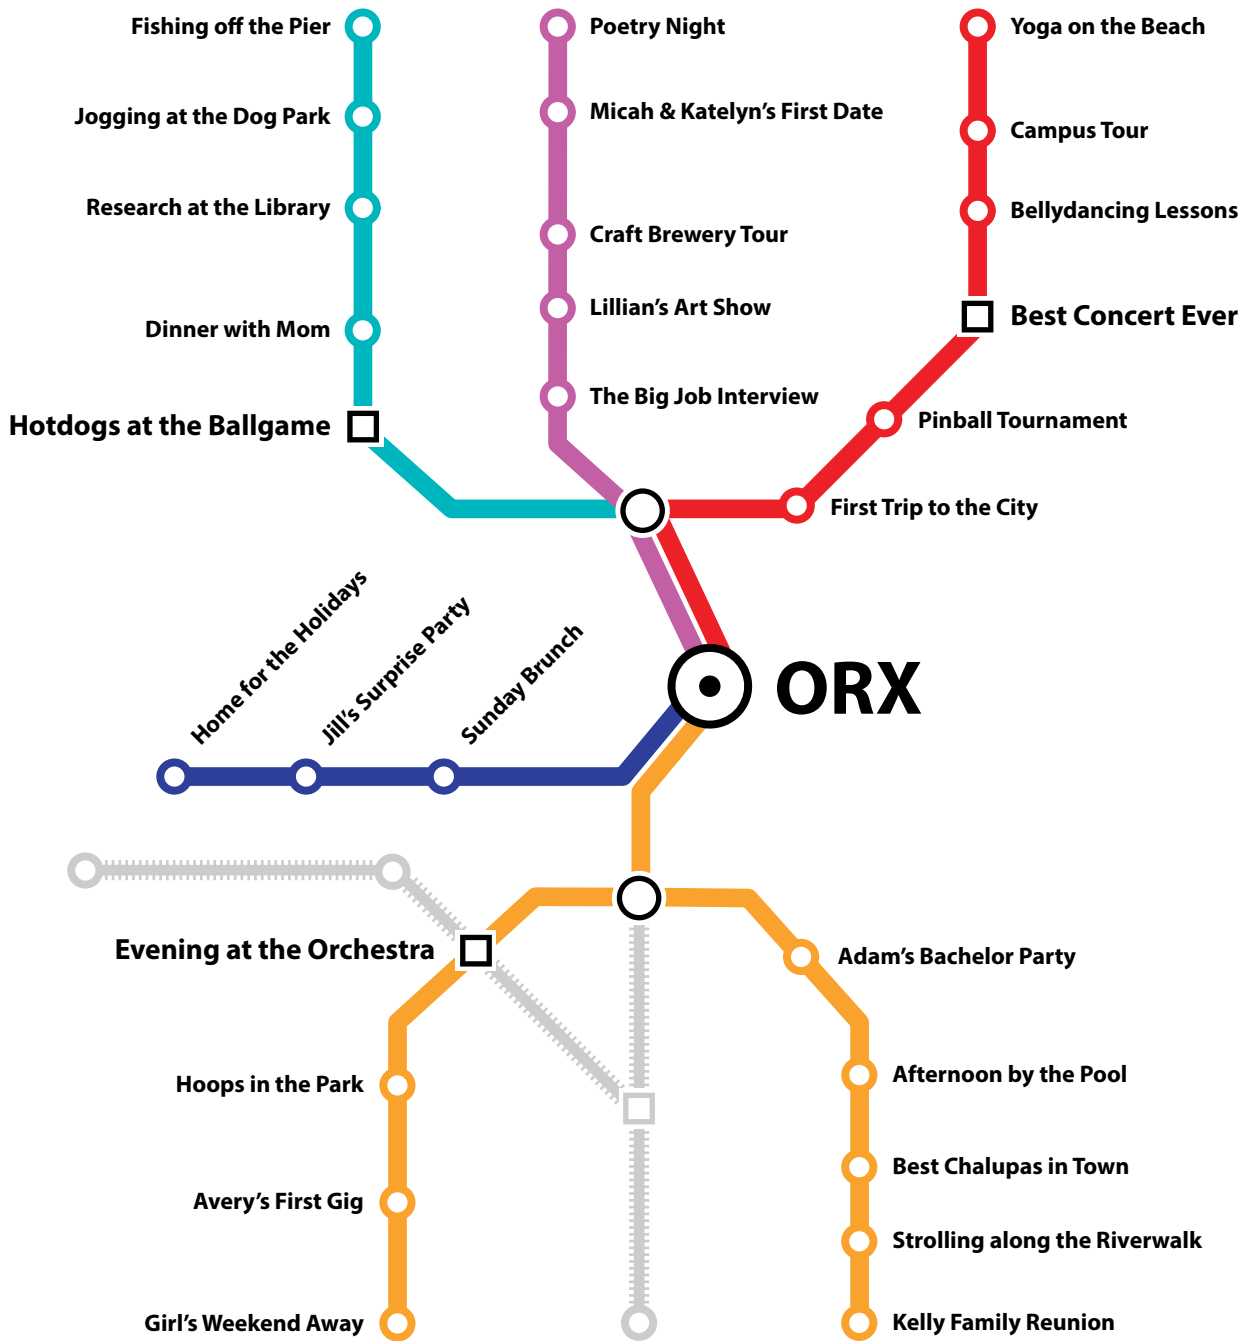 Fishing off the Pier
Poetry Night
Yoga on the Beach
Jogging at the Dog Park
Micah & Katelyn's First Date
Campus Tour
Research at the Library
Craft Brewery Tour
Bellydancing Lessons
Dinner with Mom
Lillian's Art Show
Best Concert Ever
Hotdogs at the Ballgame
The Big Job Interview
Pinball Tournament
First Trip to the City
Home for the Holidays
Jill's Surprise Party
Sunday Brunch
ORX
Evening at the Orchestra
Adam's Bachelor Party
Hoops in the Park
Afternoon by the Pool
Avery's First Gig
Best Chalupas in Town
Strolling along the Riverwalk
Girl's Weekend Away
Kelly Family Reunion